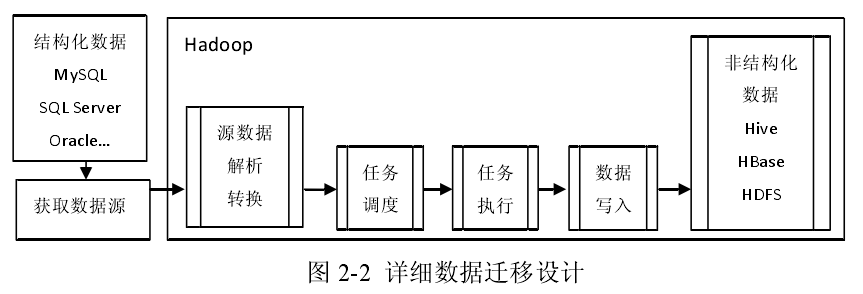 结构化数据
MySQL
SQL Server
Oracle...
获取数据源
Hadoop
源数据
解析
转换
任务
调度
任务
执行
数据
写入
非结构化
数据
Hive
HBase
HDFS
图 2-2 详细数据迁移设计